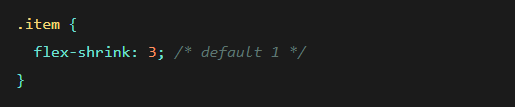 .item {
  flex-shrink: 3; /* default 1 */
}